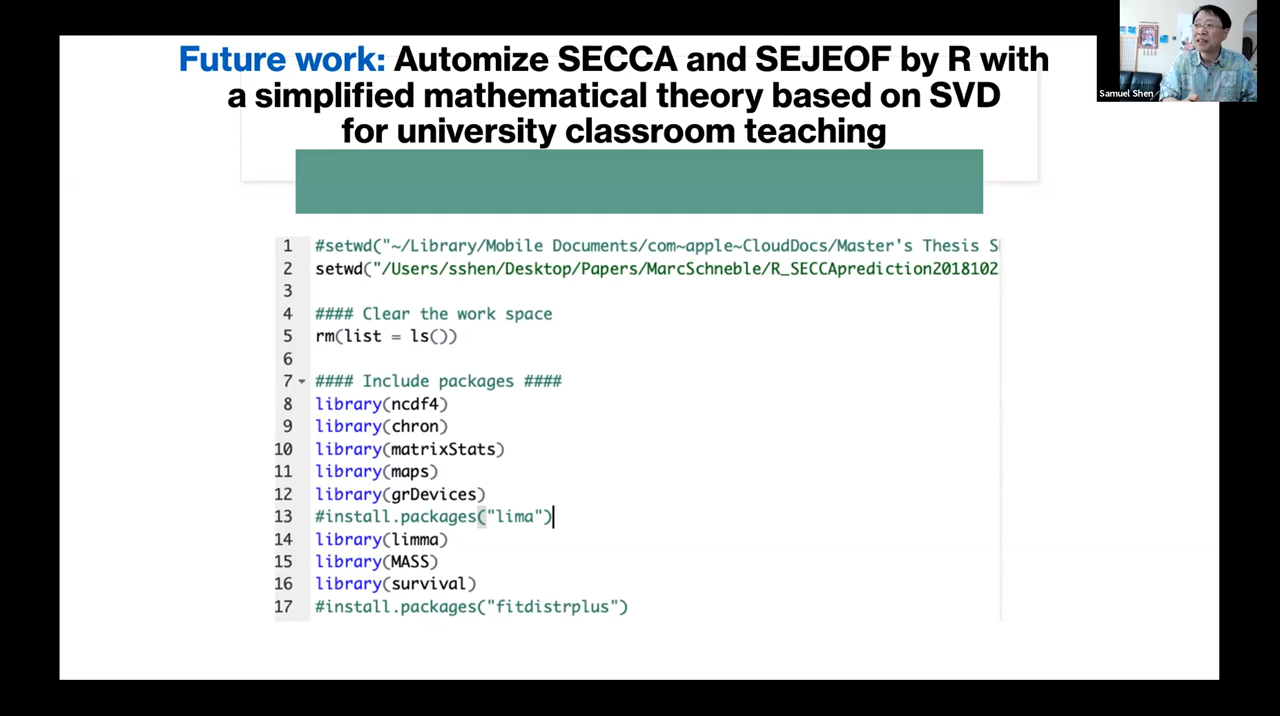 Future work: Automize SECCA and SEJEOF by R with
a simplified mathematical theory based on SVD
for university classroom teaching
Samuel Shen
1 #setwd("~/Library/Mobile Documents/com~apple~CloudDocs/Master's Thesis S
2 setwd("/Users/sshen/Desktop/Papers/MarcSchneble/R_SECCAprediction2018102
3
4 #### Clear the work space
5 rm(list = ls())
6
7 #### Include packages ####
8 library(ncdf4)
9 library(chron)
10 library(matrixStats)
11 library(maps)
12 library(grDevices)
13 #install.packages("lima")
14 library(limma)
15 library(MASS)
16 library(survival)
17 #install.packages("fitdistrplus")